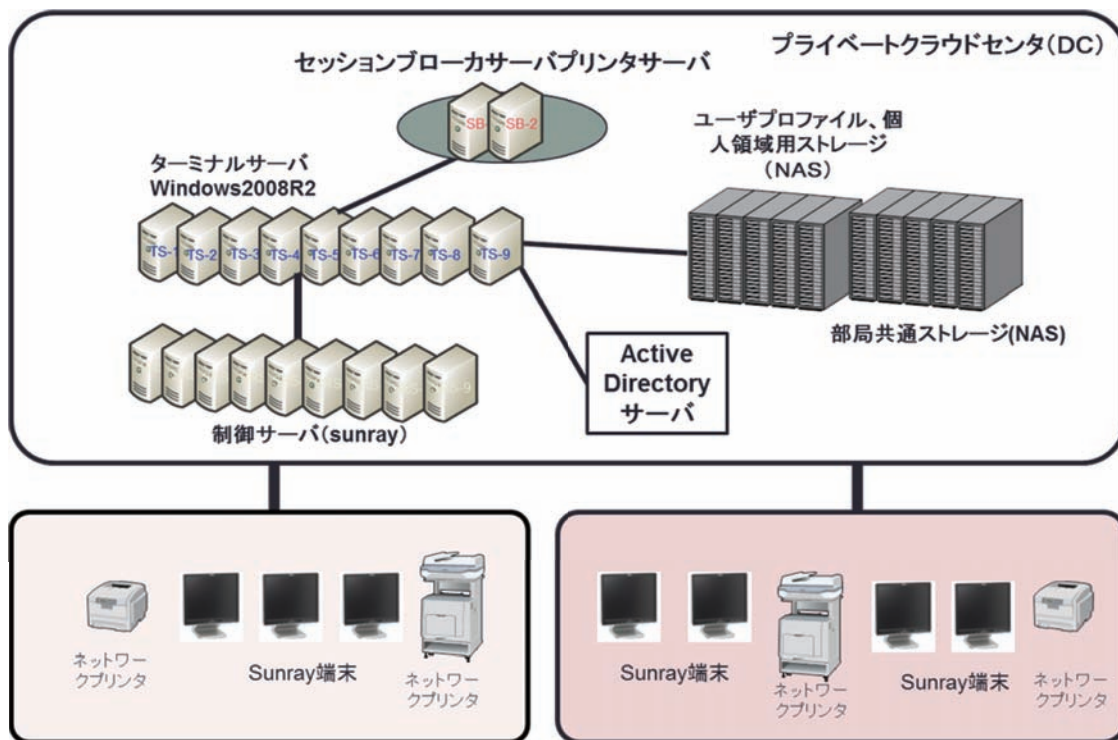 プライベートクラウドセンタ(DC)
セッションブローカサーバプリンタサーバ
SB-
SB-2
ユーザプロファイル、個
人領域用ストレージ
(NAS)
ターミナルサーバ
Windows2008R2
TS-1
TS-2
TS-3
TS-4
TS-5
TS-6
TS-7
TS-8
TS-9
部局共通ストレージ(NAS)
Active
Directory
サーバ
制御サーバ(sunray)
ネットワー
クプリンタ
Sunray端末
ネットワー
クプリンタ
Sunray端末
ネットワー
クプリンタ
Sunray端末
ネットワー
クプリンタ